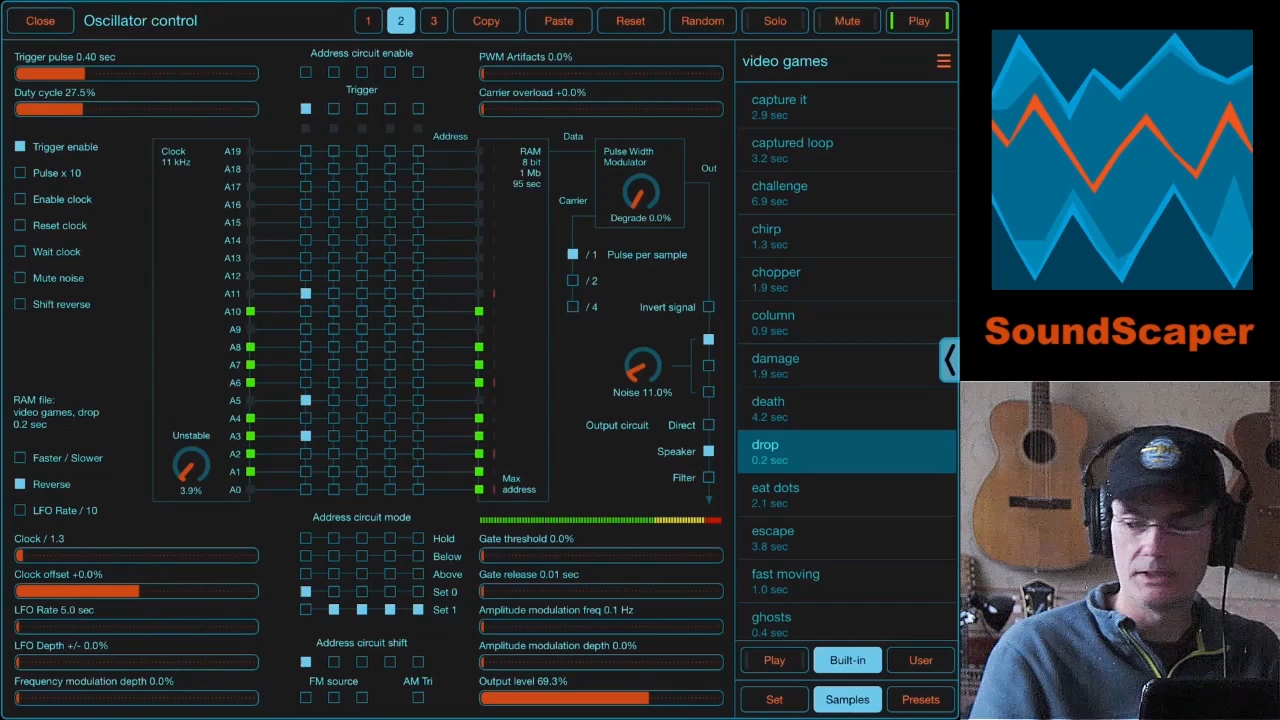 Close
Oscillator control
1
2
3
Copy
Paste
Reset
Random
Solo
Mute
Play
Trigger pulse 0.40 sec
Duty cycle 27.5%
Trigger enable
Pulse x 10
Enable clock
Reset clock
Wait clock
Mute noise
Shift reverse
RAM file:
video games, drop
0.2 sec
Faster / Slower
Reverse
LFO Rate / 10
Clock / 1.3
Clock offset +0.0%
LFO Rate 5.0 sec
LFO Depth +/- 0.0%
Frequency modulation depth 0.0%
Clock
11 kHz
Unstable
3.9%
A19
A18
A17
A16
A15
A14
A13
A12
A11
A10
A9
A8
A7
A6
A5
A4
A3
A2
A1
A0
Address circuit enable
Trigger
Address circuit mode
Hold
Below
Above
Set 0
Set 1
Address circuit shift
FM source
AM Tri
PWM Artifacts 0.0%
Carrier overload +0.0%
Address
Data
RAM
8 bit
1 Mb
95 sec
Max
address
Pulse Width
Modulator
Degrade 0.0%
Out
Carrier
/ 1 Pulse per sample
/ 2
/ 4
Invert signal
Noise 11.0%
Output circuit
Direct
Speaker
Filter
Gate threshold 0.0%
Gate release 0.01 sec
Amplitude modulation freq 0.1 Hz
Amplitude modulation depth 0.0%
Output level 69.3%
video games
capture it
2.9 sec
captured loop
3.2 sec
challenge
6.9 sec
chirp
1.3 sec
chopper
1.9 sec
column
0.9 sec
damage
1.9 sec
death
4.2 sec
drop
0.2 sec
eat dots
2.1 sec
escape
3.8 sec
fast moving
1.0 sec
ghosts
0.4 sec
Play
Built-in
User
Set
Samples
Presets
SoundScaper